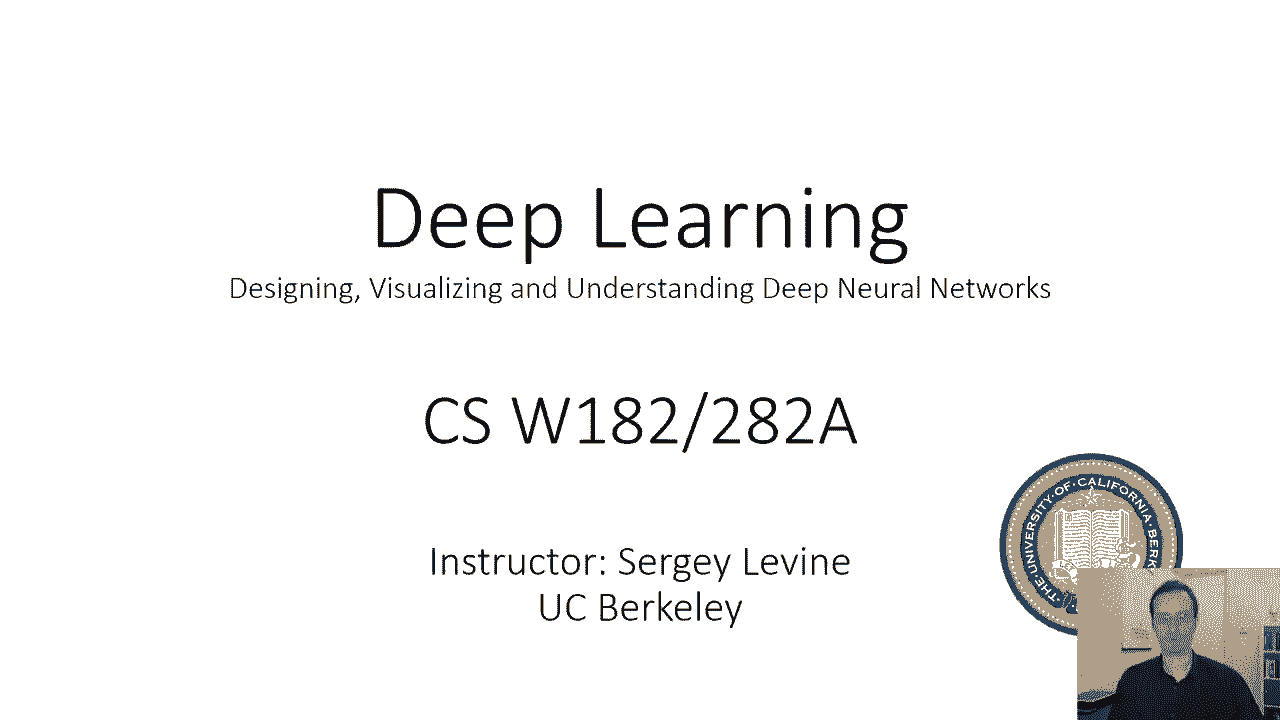 Deep Learning
Designing, Visualizing and Understanding Deep Neural Networks
CS W182/282A
Instructor: Sergey Levine
UC Berkeley
THE·UNIVERSITY·OF·CALIFORNIA·